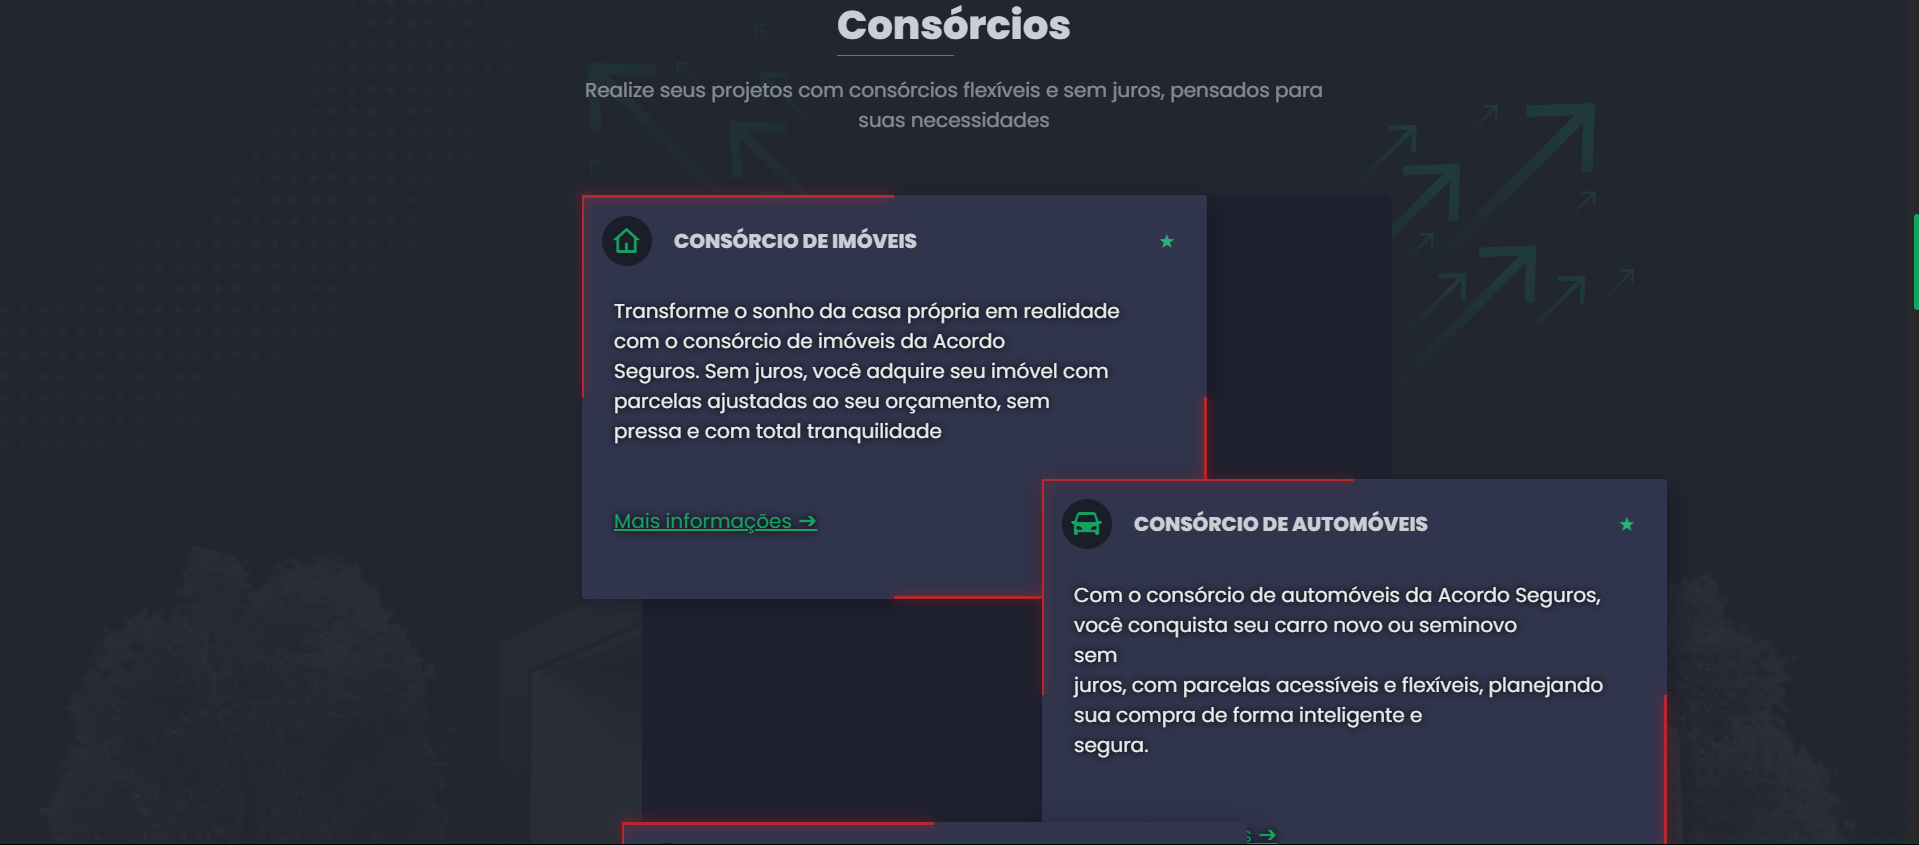 Consórcios
Realize seus projetos com consórcios flexíveis e sem juros, pensados para
suas necessidades
CONSÓRCIO DE IMÓVEIS
Transforme o sonho da casa própria em realidade
com o consórcio de imóveis da Acordo
Seguros. Sem juros, você adquire seu imóvel com
parcelas ajustadas ao seu orçamento, sem
pressa e com total tranquilidade
Mais informações →
CONSÓRCIO DE AUTOMÓVEIS
Com o consórcio de automóveis da Acordo Seguros,
você conquista seu carro novo ou seminovo
sem
juros, com parcelas acessíveis e flexíveis, planejando
sua compra de forma inteligente e
segura.